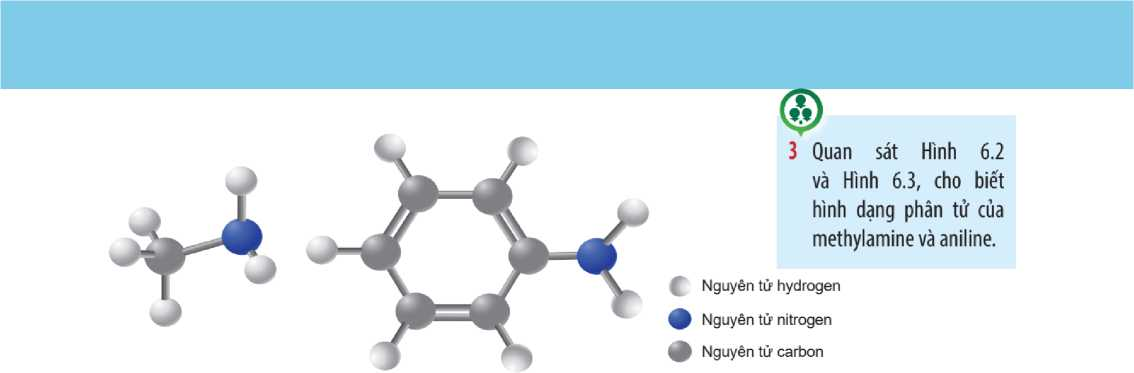 3 Quan sát Hình 6.2
và Hình 6.3, cho biết
hình dạng phân tử của
methylamine và aniline.
Nguyên tử hydrogen
Nguyên tử nitrogen
Nguyên tử carbon